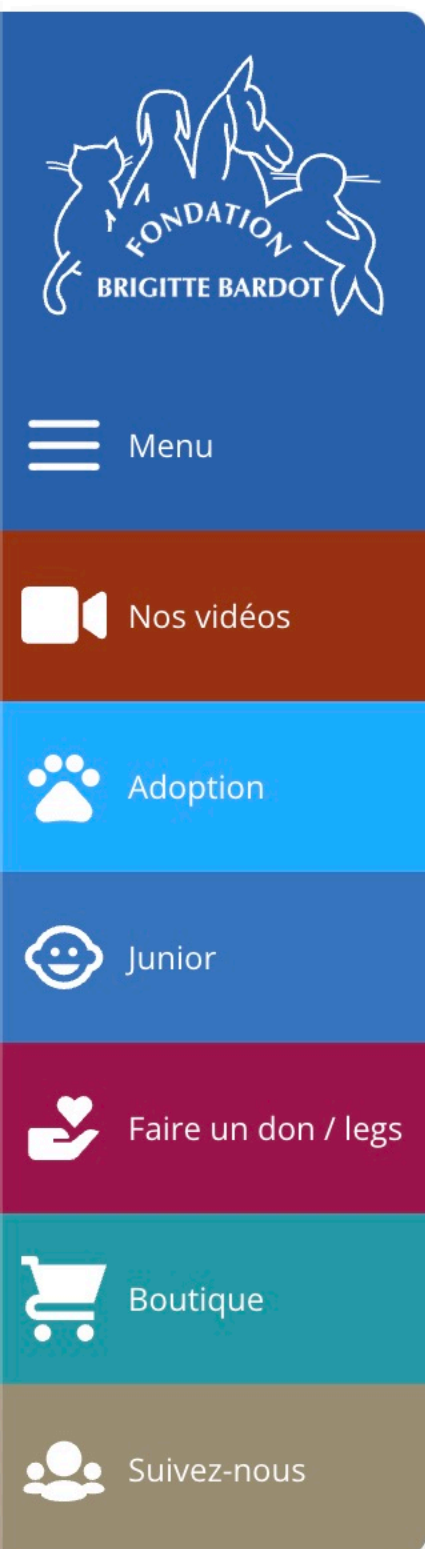 FONDATION
BRIGITTE BARDOT
Menu
Nos vidéos
Adoption
Junior
Faire un don / legs
Boutique
Suivez-nous